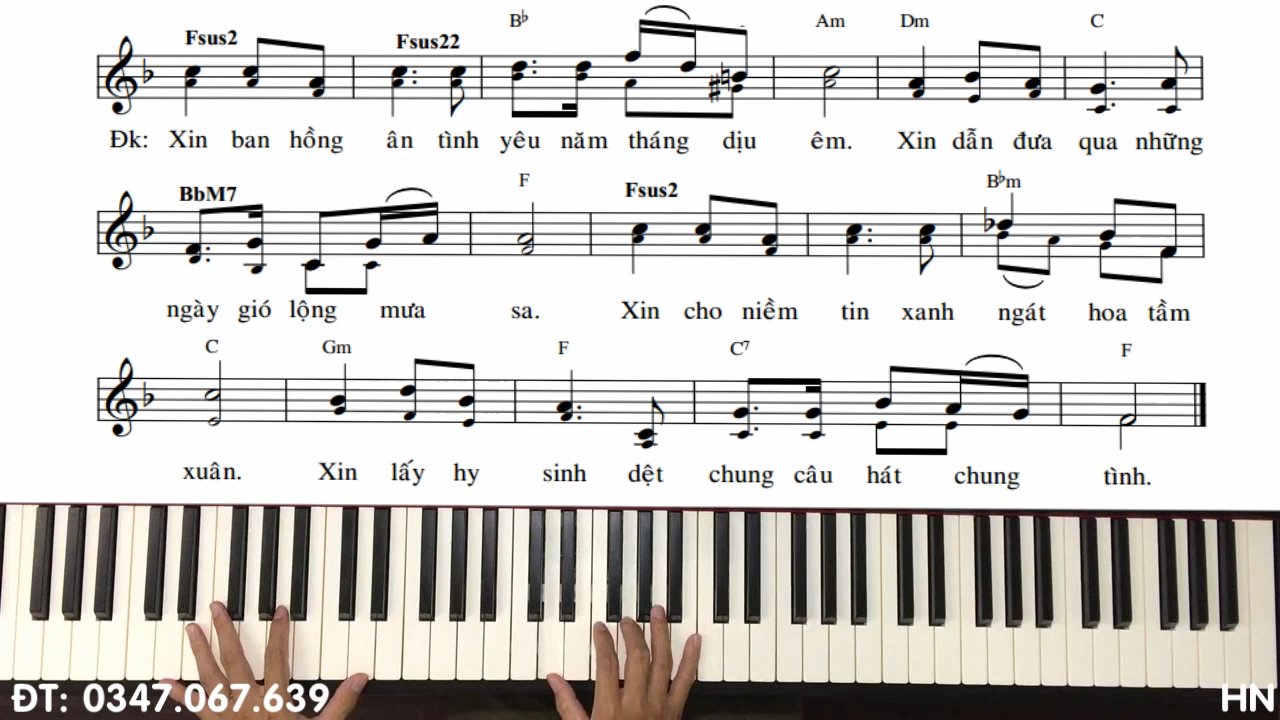 Fsus2 Fsus22 B♭ Am Dm C
Đk: Xin ban hồng ân tình yêu năm tháng dịu êm. Xin dẫn đưa qua những
BbM7 F Fsus2 B♭m
ngày gió lộng mưa sa. Xin cho niềm tin xanh ngát hoa tầm
C Gm F C7 F
xuân. Xin lấy hy sinh dệt chung câu hát chung tình.
ĐT: 0347.067.639 HN